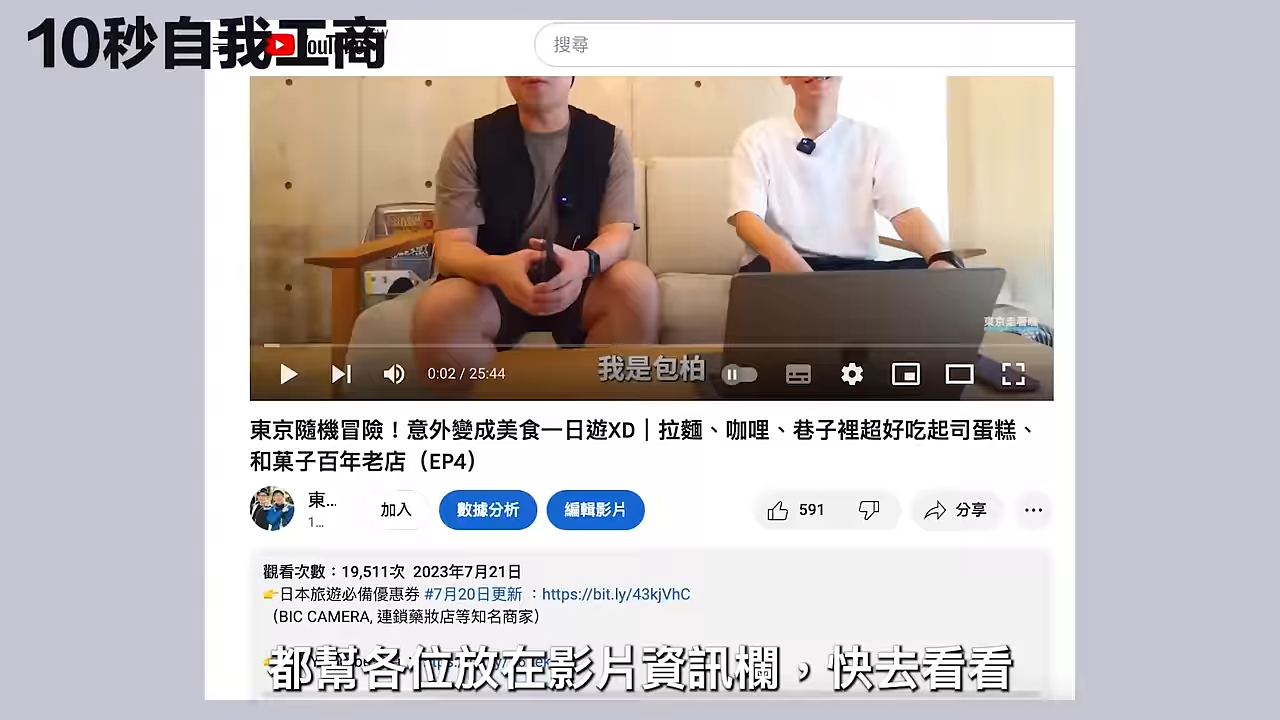 10秒自我工商
搜尋
東京走著瞧
我是包柏
0:02 / 25:44
東京隨機冒險！意外變成美食一日遊XD｜拉麵、咖哩、巷子裡超好吃起司蛋糕、
和菓子百年老店（EP4）
東...
1...
加入
數據分析
編輯影片
591
分享
觀看次數：19,511次 2023年7月21日
👉日本旅遊必備優惠券 #7月20日更新 ：https://bit.ly/43kjVhC
（BIC CAMERA, 連鎖藥妝店等知名商家）
都幫各位放在影片資訊欄，快去看看